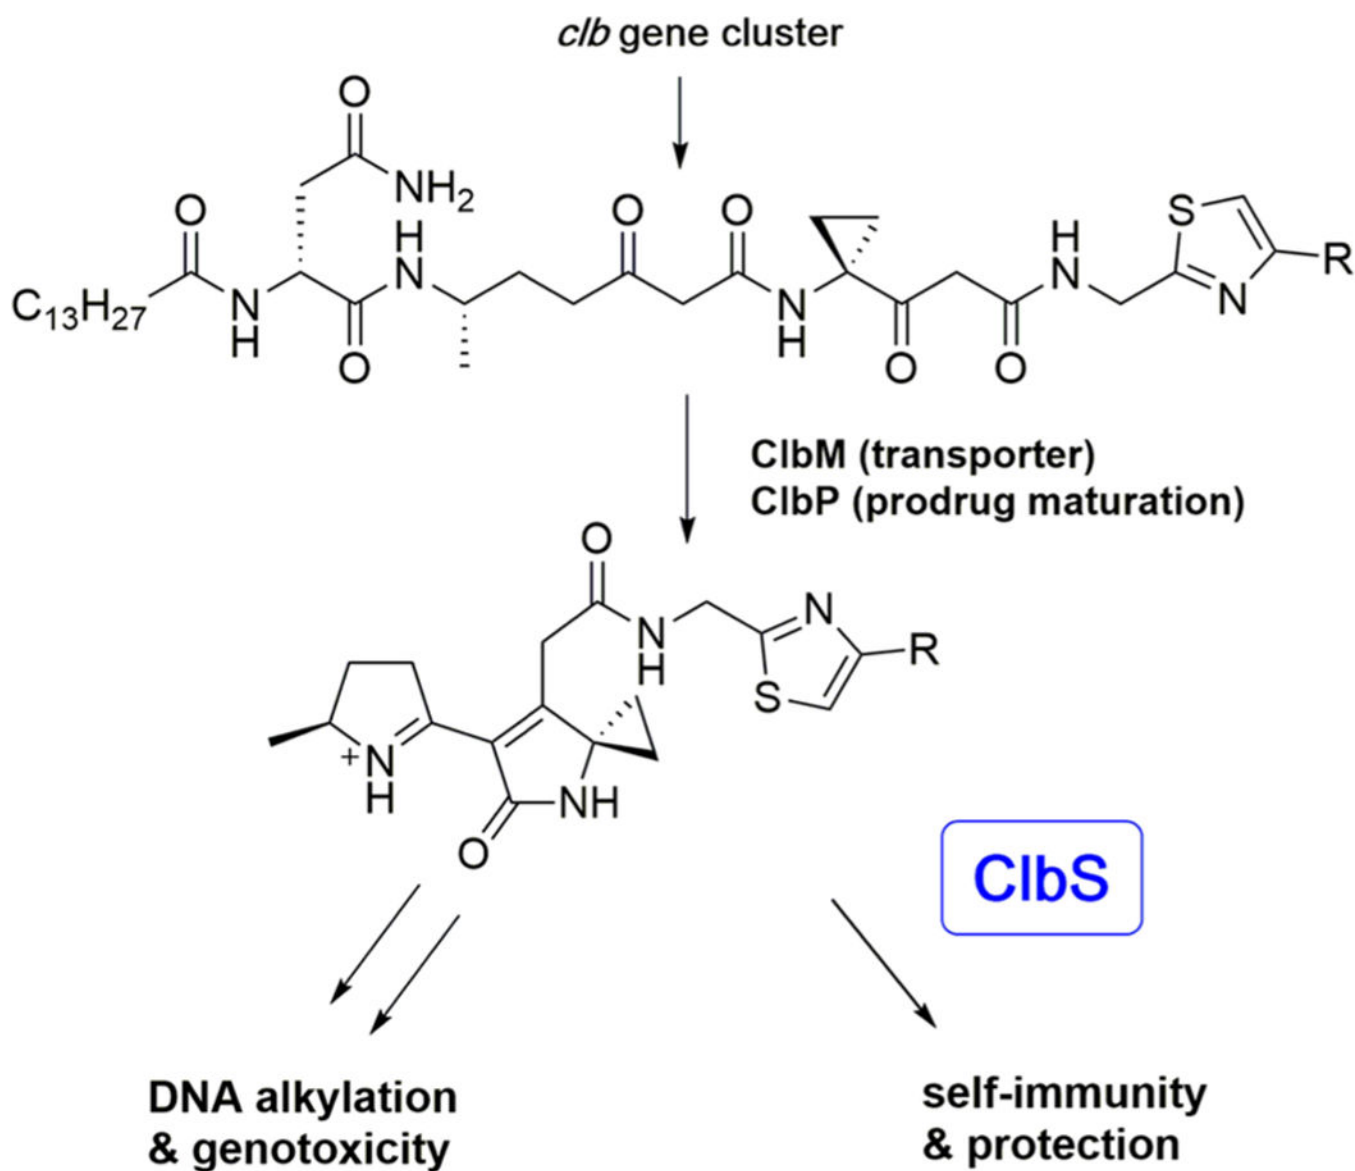 clb gene cluster
O
NH2
O
H
N
O
O
H
N
S
R
C13H27
N
H
O
N
H
O
O
N
ClbM (transporter)
ClbP (prodrug maturation)
O
N
H
N
S
R
+
N
H
NH
O
ClbS
DNA alkylation
& genotoxicity
self-immunity
& protection